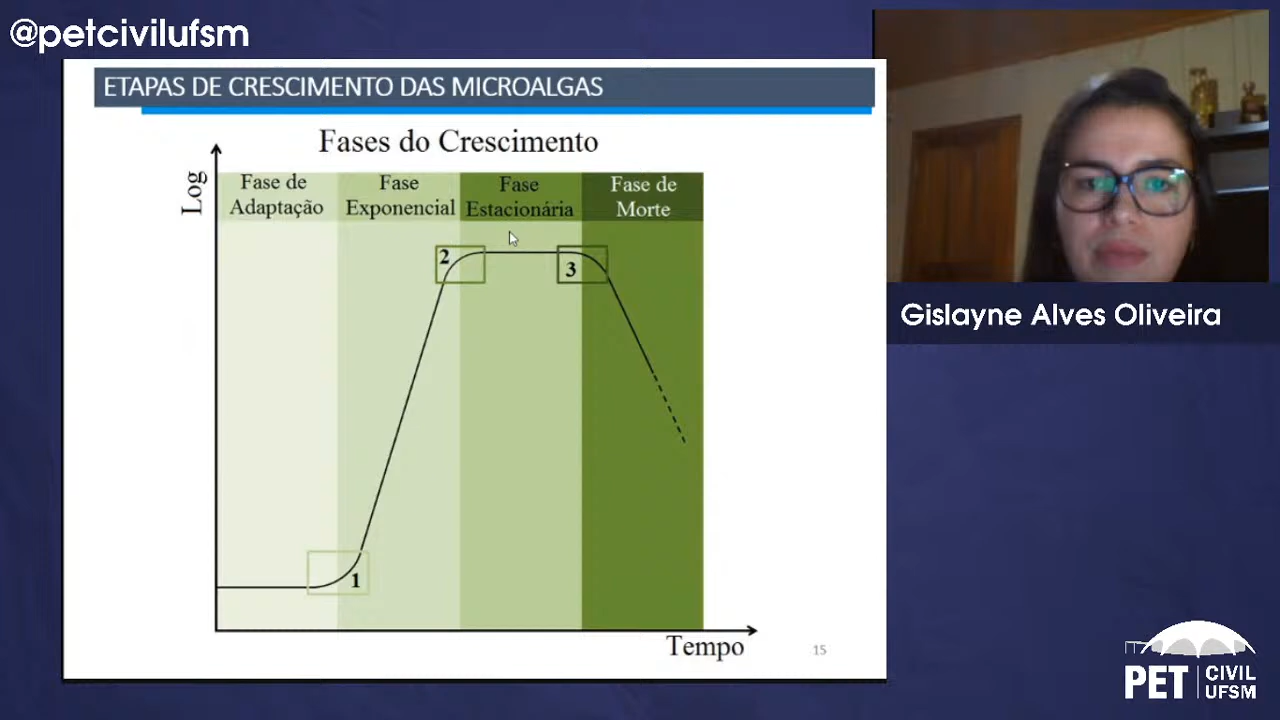 @petcivilufsm
ETAPAS DE CRESCIMENTO DAS MICROALGAS
Fases do Crescimento
Log
Fase de
Adaptação
Fase
Exponencial
Fase
Estacionária
Fase de
Morte
2
3
1
Tempo
15
Gislayne Alves Oliveira
PET
CIVIL
UFSM